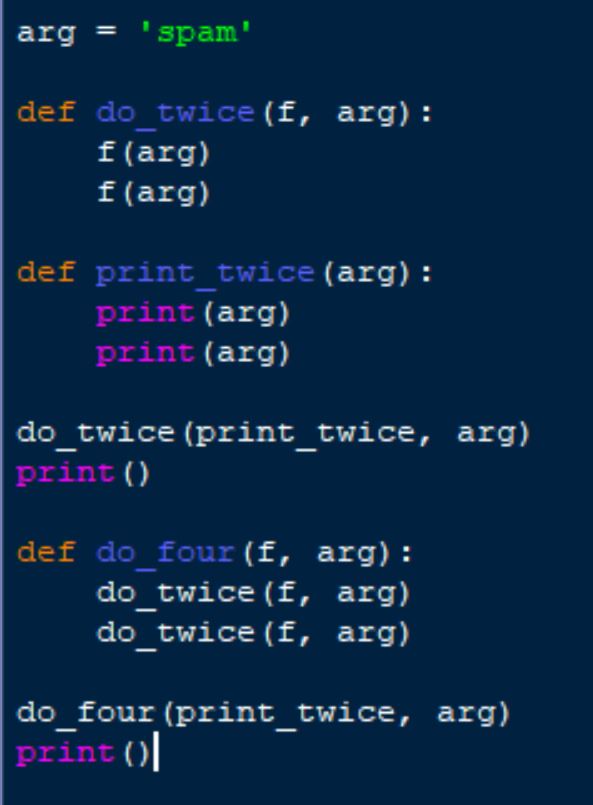 arg = 'spam'
def do_twice(f, arg):
    f(arg)
    f(arg)
def print_twice(arg):
    print(arg)
    print(arg)
do_twice(print_twice, arg)
print()
def do_four(f, arg):
    do_twice(f, arg)
    do_twice(f, arg)
do_four(print_twice, arg)
print()